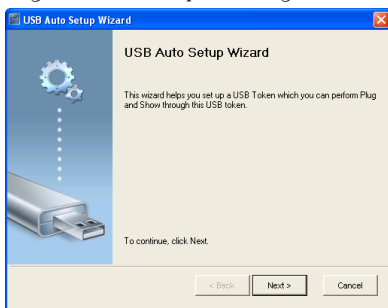 USB Auto Setup Wizard
USB Auto Setup Wizard
This wizard helps you set up a USB Token which you can perform Plug
and Show through this USB token.
To continue, click Next.
< Back
Next >
Cancel